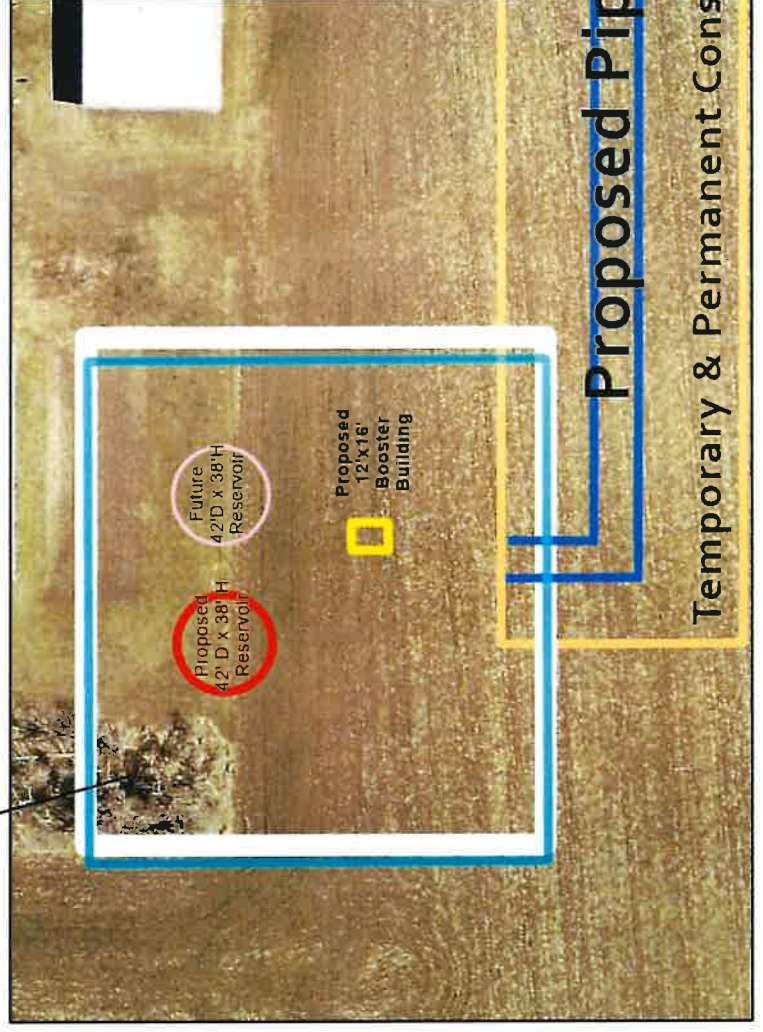 Future
42'D x 38'H
Reservoir
Proposed
42' D x 38' H
Reservoir
Proposed
12'x16'
Booster
Building
Proposed Pip
Temporary & Permanent Cons